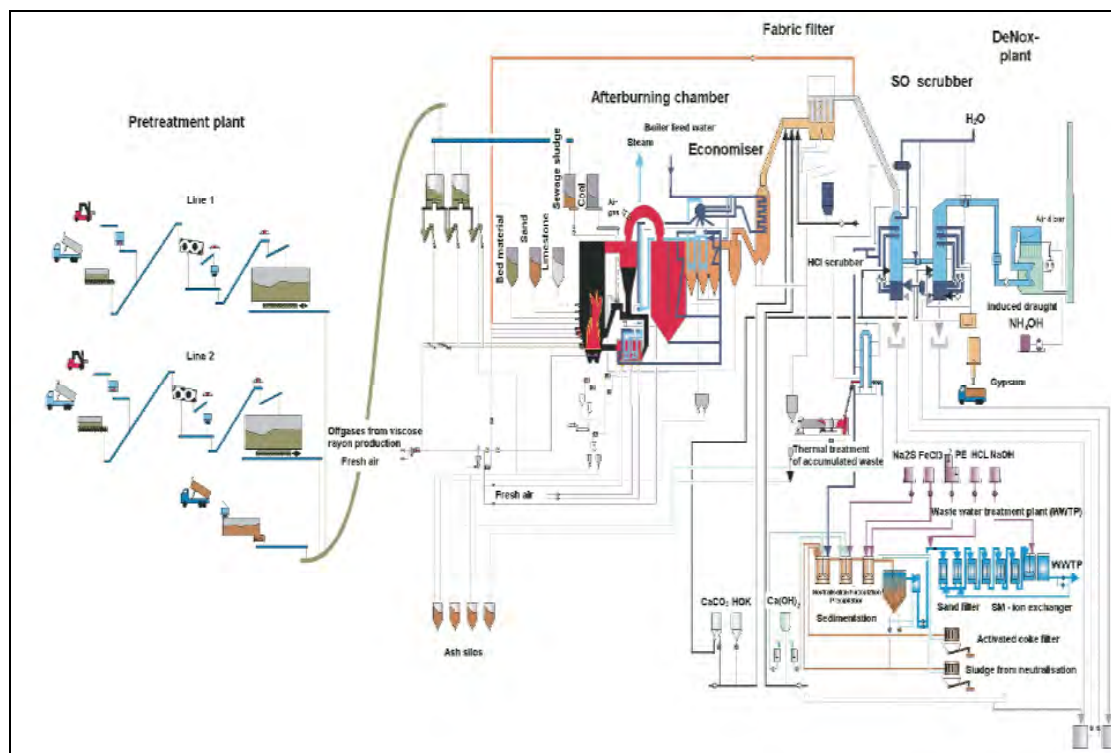 Fabric filter
DeNox-
plant
SO scrubber
Afterburning chamber
H₂O
Pretreatment plant
Boiler feed water
Steam
Economiser
Sewage sludge
Coal
Line 1
Bed material
Sand
Limestone
HCl scrubber
Induced draught
NH₄OH
Line 2
Gypsum
Offgases from viscose
rayon production
Fresh air
Thermal treatment
of accumulated waste
Na2S FeCl3 PE HCL NaOH
Fresh air
Waste water treatment plant (WWTP)
WWTP
CaCO₃ HOK
Ca(OH)₂
Sedimentation
Sand filter
SM - ion exchanger
Ash silos
Activated coke filter
Sludge from neutralisation